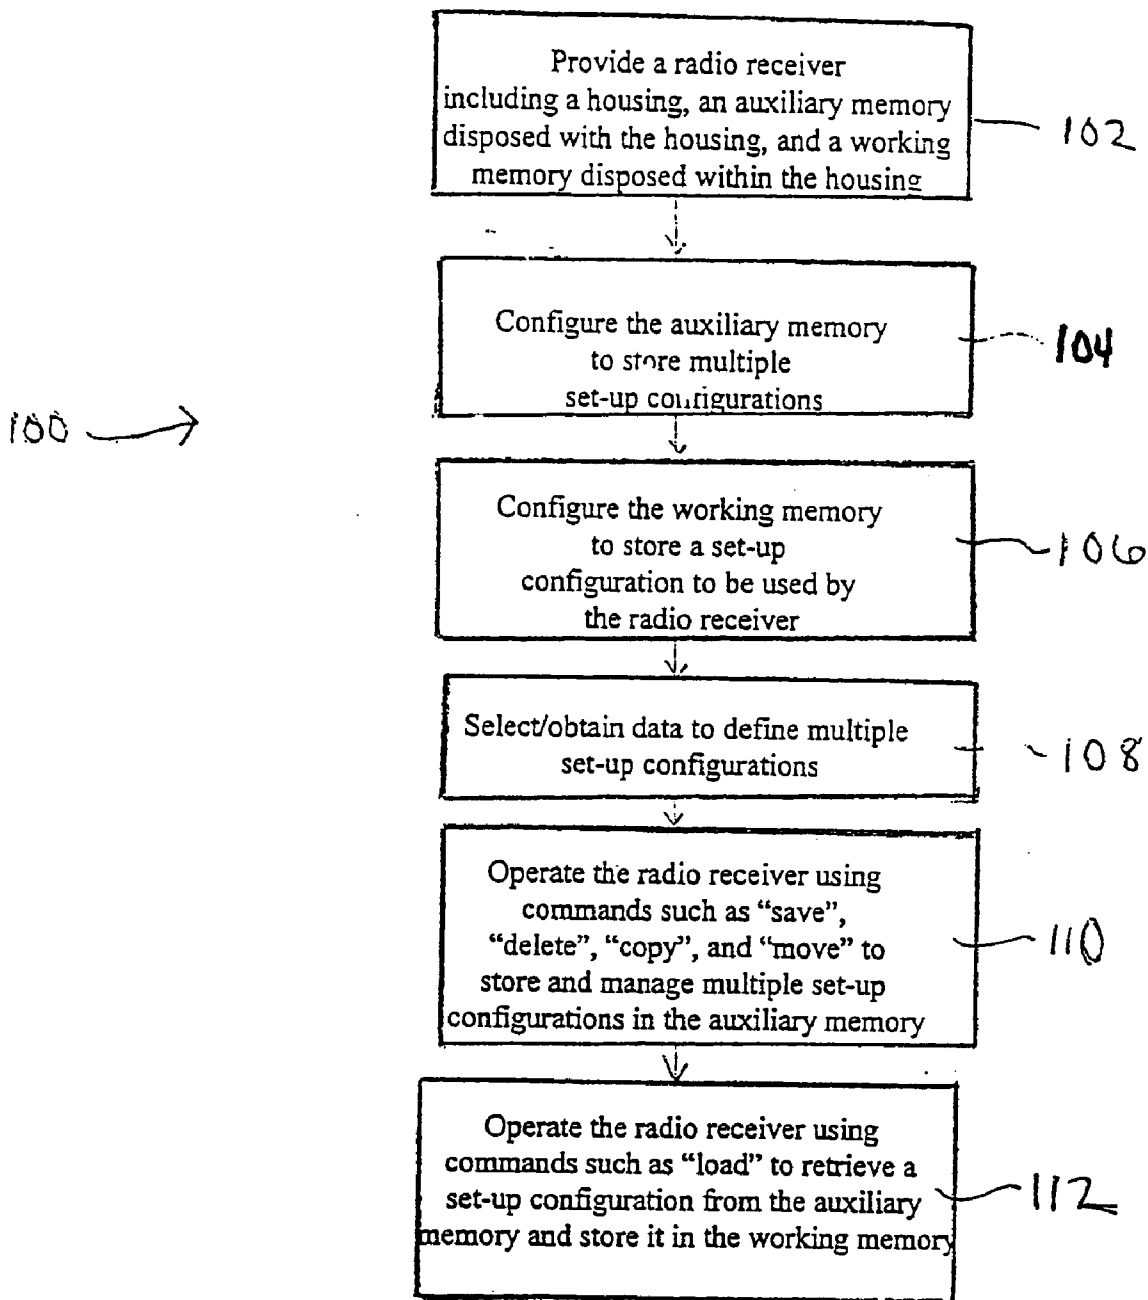 Provide a radio receiver
including a housing, an auxiliary memory
disposed with the housing, and a working
memory disposed within the housing
102
Configure the auxiliary memory
to store multiple
set-up configurations
104
100
Configure the working memory
to store a set-up
configuration to be used by
the radio receiver
106
Select/obtain data to define multiple
set-up configurations
108
Operate the radio receiver using
commands such as “save”,
“delete”, “copy”, and “move” to
store and manage multiple set-up
configurations in the auxiliary memory
110
Operate the radio receiver using
commands such as “load” to retrieve a
set-up configuration from the auxiliary
memory and store it in the working memory
112